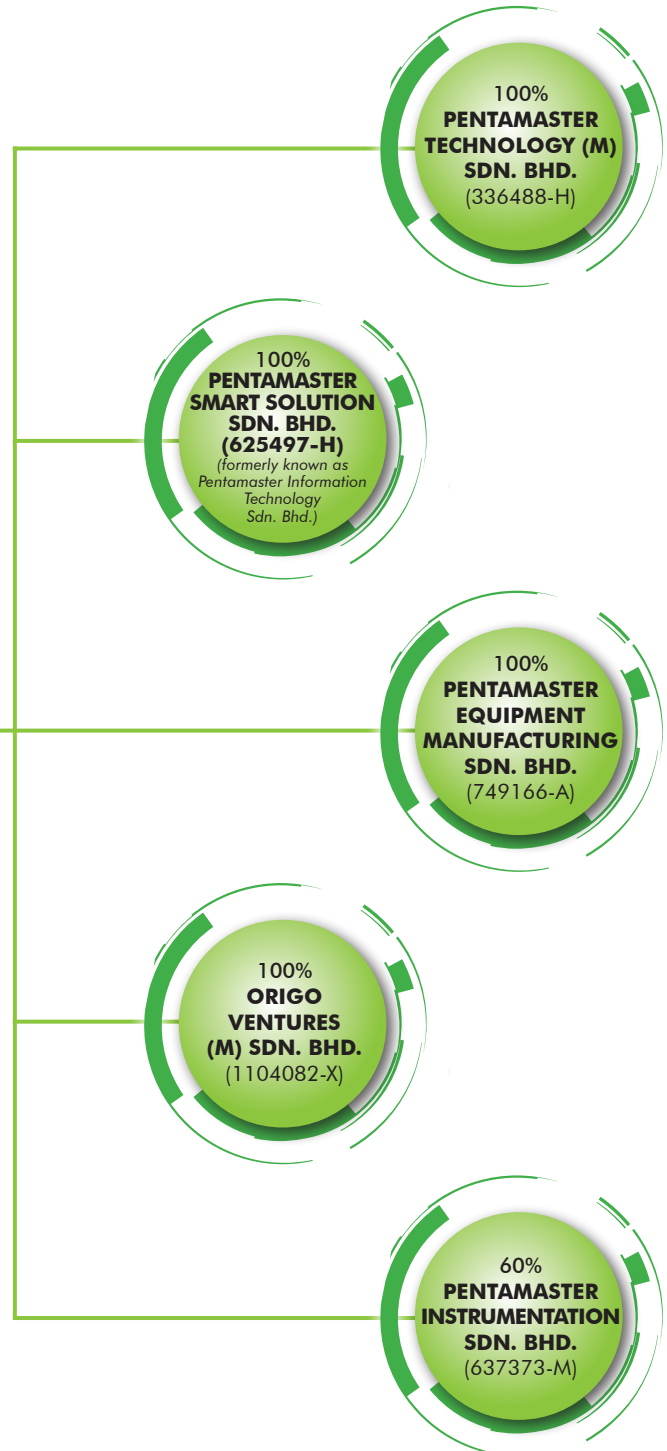 100%
PENTAMASTER
TECHNOLOGY (M)
SDN. BHD.
(336488-H)
100%
PENTAMASTER
SMART SOLUTION
SDN. BHD.
(625497-H)
(formerly known as
Pentamaster Information
Technology
Sdn. Bhd.)
100%
PENTAMASTER
EQUIPMENT
MANUFACTURING
SDN. BHD.
(749166-A)
100%
ORIGO
VENTURES
(M) SDN. BHD.
(1104082-X)
60%
PENTAMASTER
INSTRUMENTATION
SDN. BHD.
(637373-M)